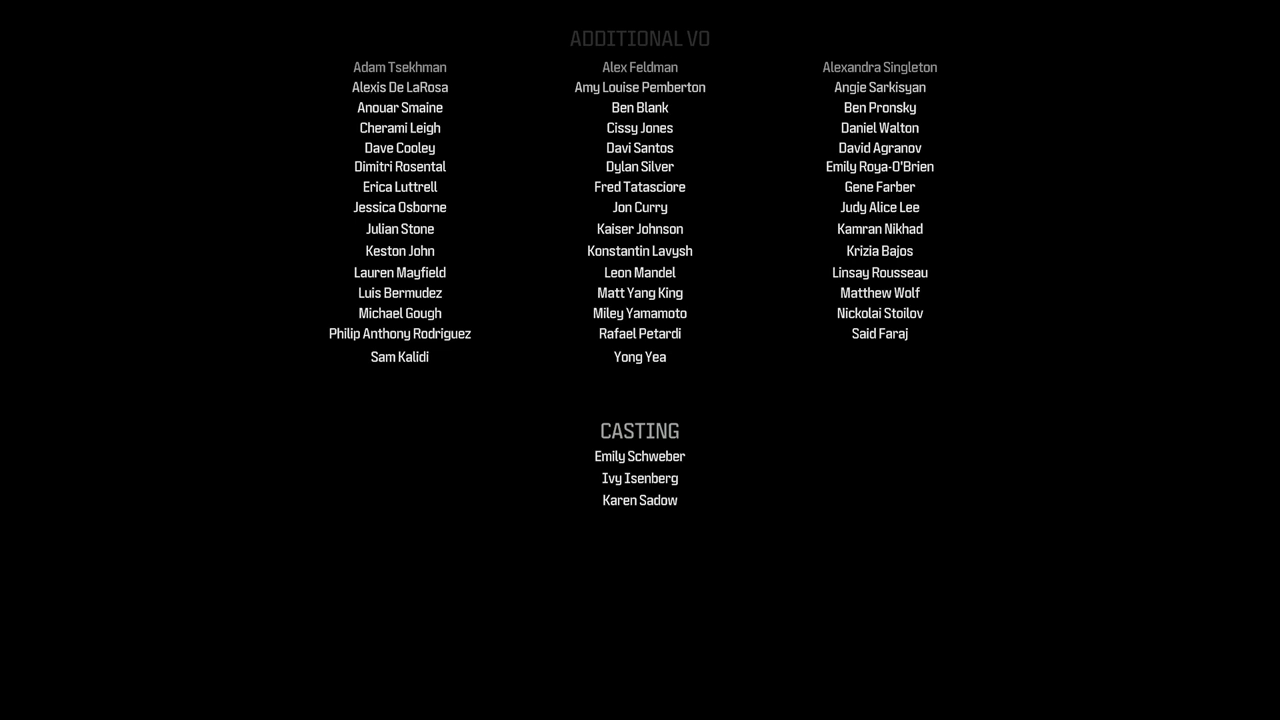 ADDITIONAL VO
Adam Tsekhman Alex Feldman Alexandra Singleton
Alexis De LaRosa Amy Louise Pemberton Angie Sarkisyan
Anouar Smaine Ben Blank Ben Pronsky
Cherami Leigh Cissy Jones Daniel Walton
Dave Cooley Davi Santos David Agranov
Dimitri Rosental Dylan Silver Emily Roya-O'Brien
Erica Luttrell Fred Tatasciore Gene Farber
Jessica Osborne Jon Curry Judy Alice Lee
Julian Stone Kaiser Johnson Kamran Nikhad
Keston John Konstantin Lavysh Krizia Bajos
Lauren Mayfield Leon Mandel Linsay Rousseau
Luis Bermudez Matt Yang King Matthew Wolf
Michael Gough Miley Yamamoto Nickolai Stoilov
Philip Anthony Rodriguez Rafael Petardi Said Faraj
Sam Kalidi Yong Yea
CASTING
Emily Schweber
Ivy Isenberg
Karen Sadow